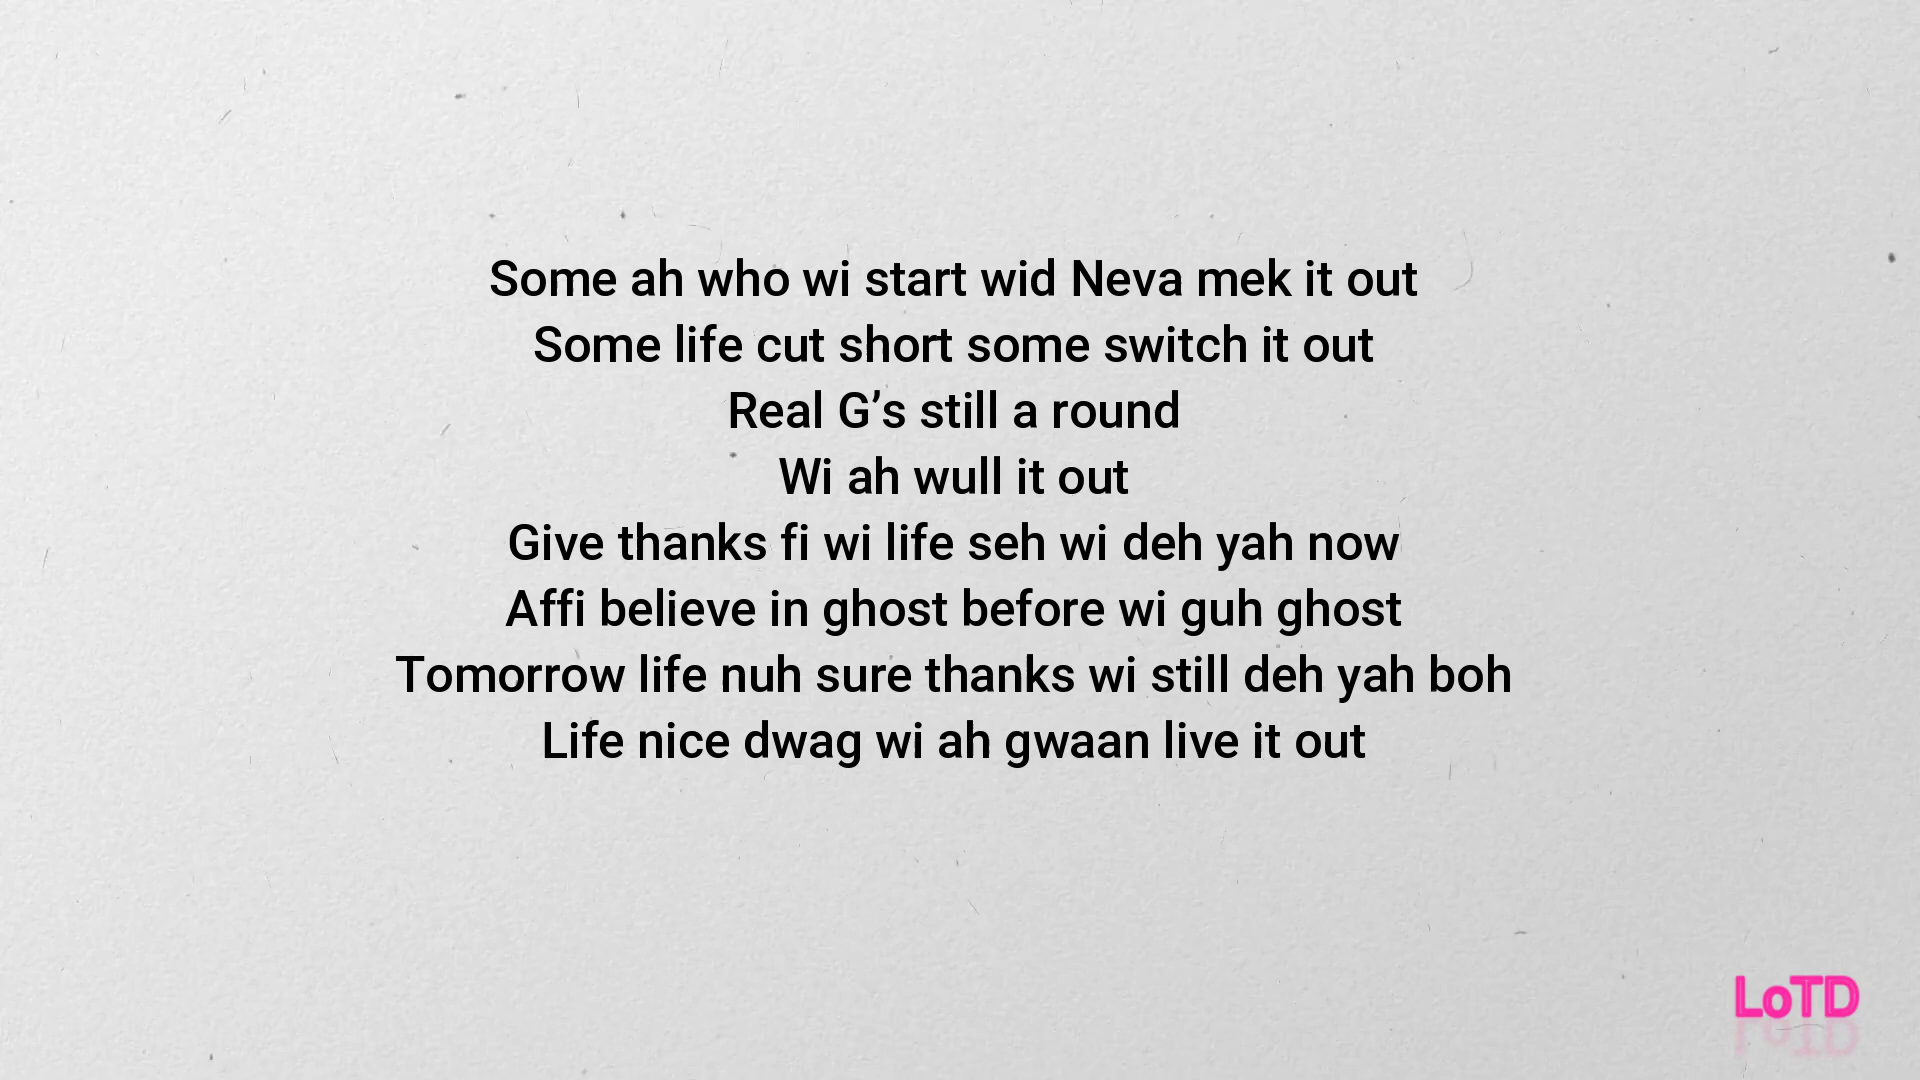 Some ah who wi start wid Neva mek it out
Some life cut short some switch it out
Real G’s still a round
Wi ah wull it out
Give thanks fi wi life seh wi deh yah now
Affi believe in ghost before wi guh ghost
Tomorrow life nuh sure thanks wi still deh yah boh
Life nice dwag wi ah gwaan live it out
LoTD